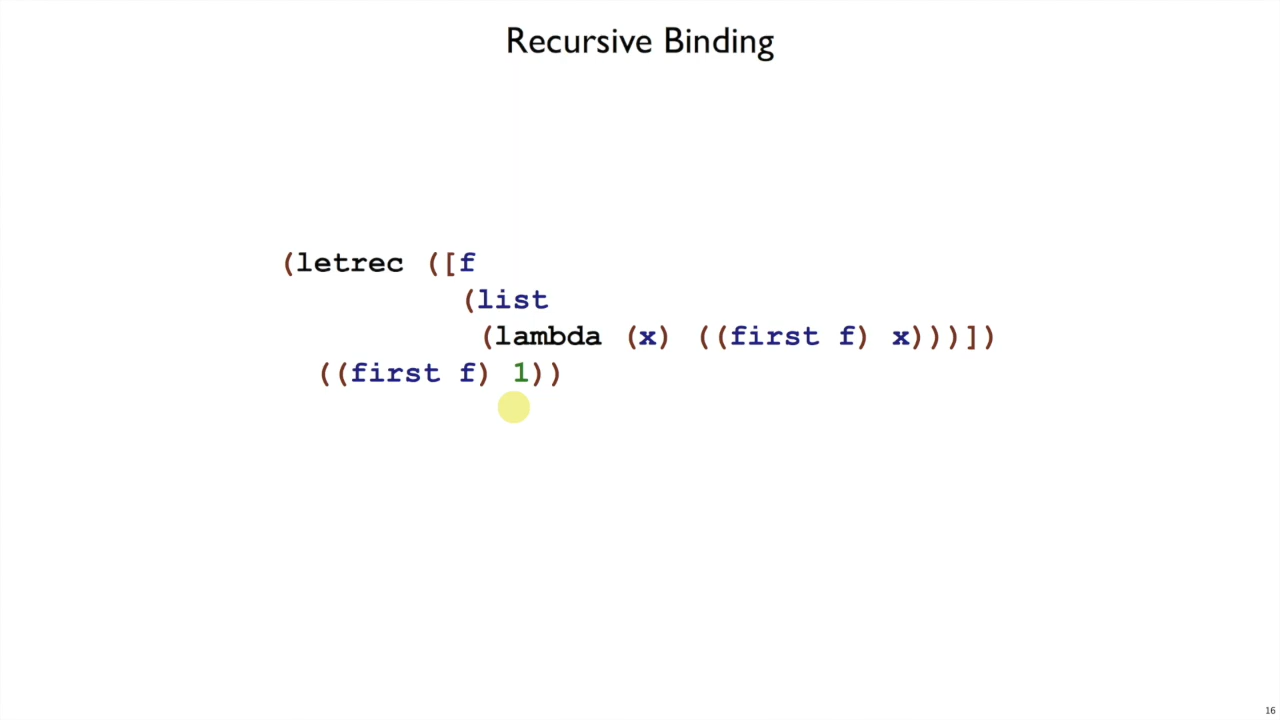 Recursive Binding
(letrec ([f
(list
(lambda (x) ((first f) x)))])
((first f) 1))
16